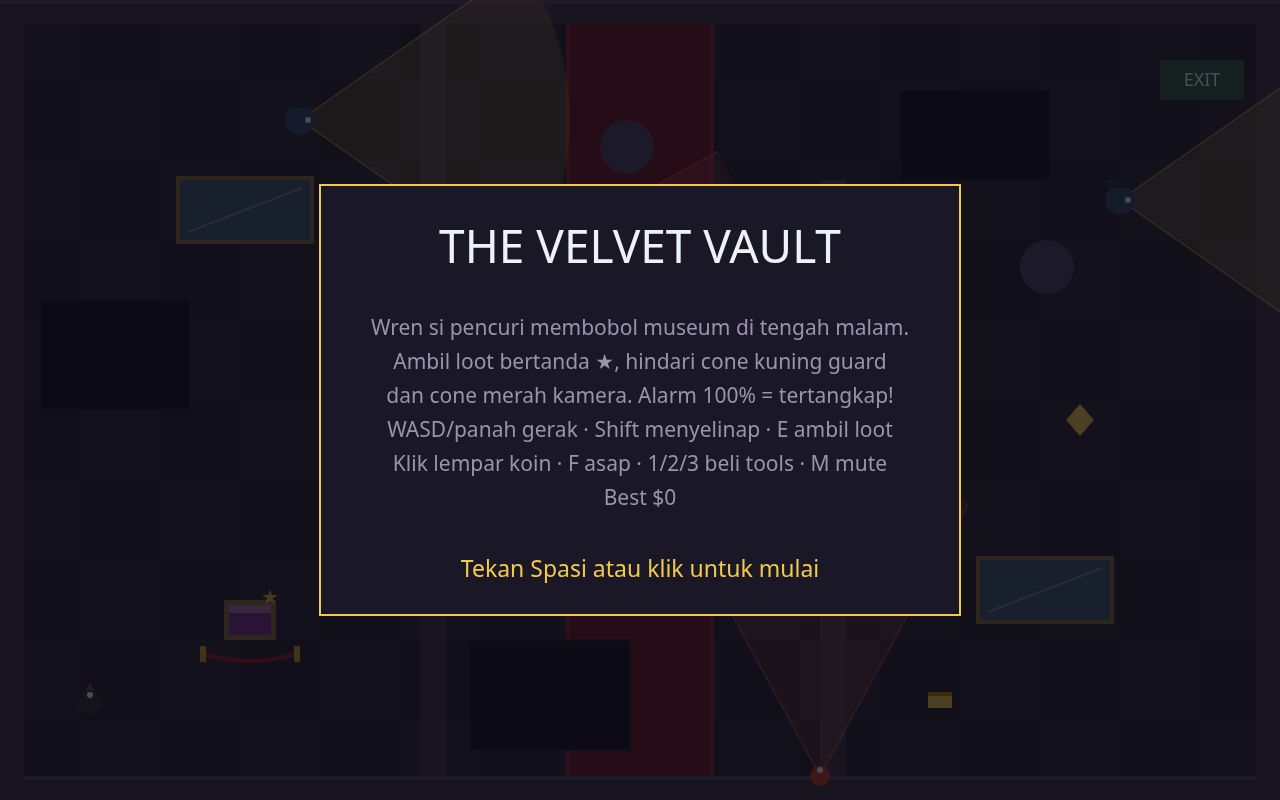 EXIT
THE VELVET VAULT
Wren si pencuri membobol museum di tengah malam.
Ambil loot bertanda ★, hindari cone kuning guard
dan cone merah kamera. Alarm 100% = tertangkap!
WASD/panah gerak · Shift menyelinap · E ambil loot
Klik lempar koin · F asap · 1/2/3 beli tools · M mute
Best $0
Tekan Spasi atau klik untuk mulai